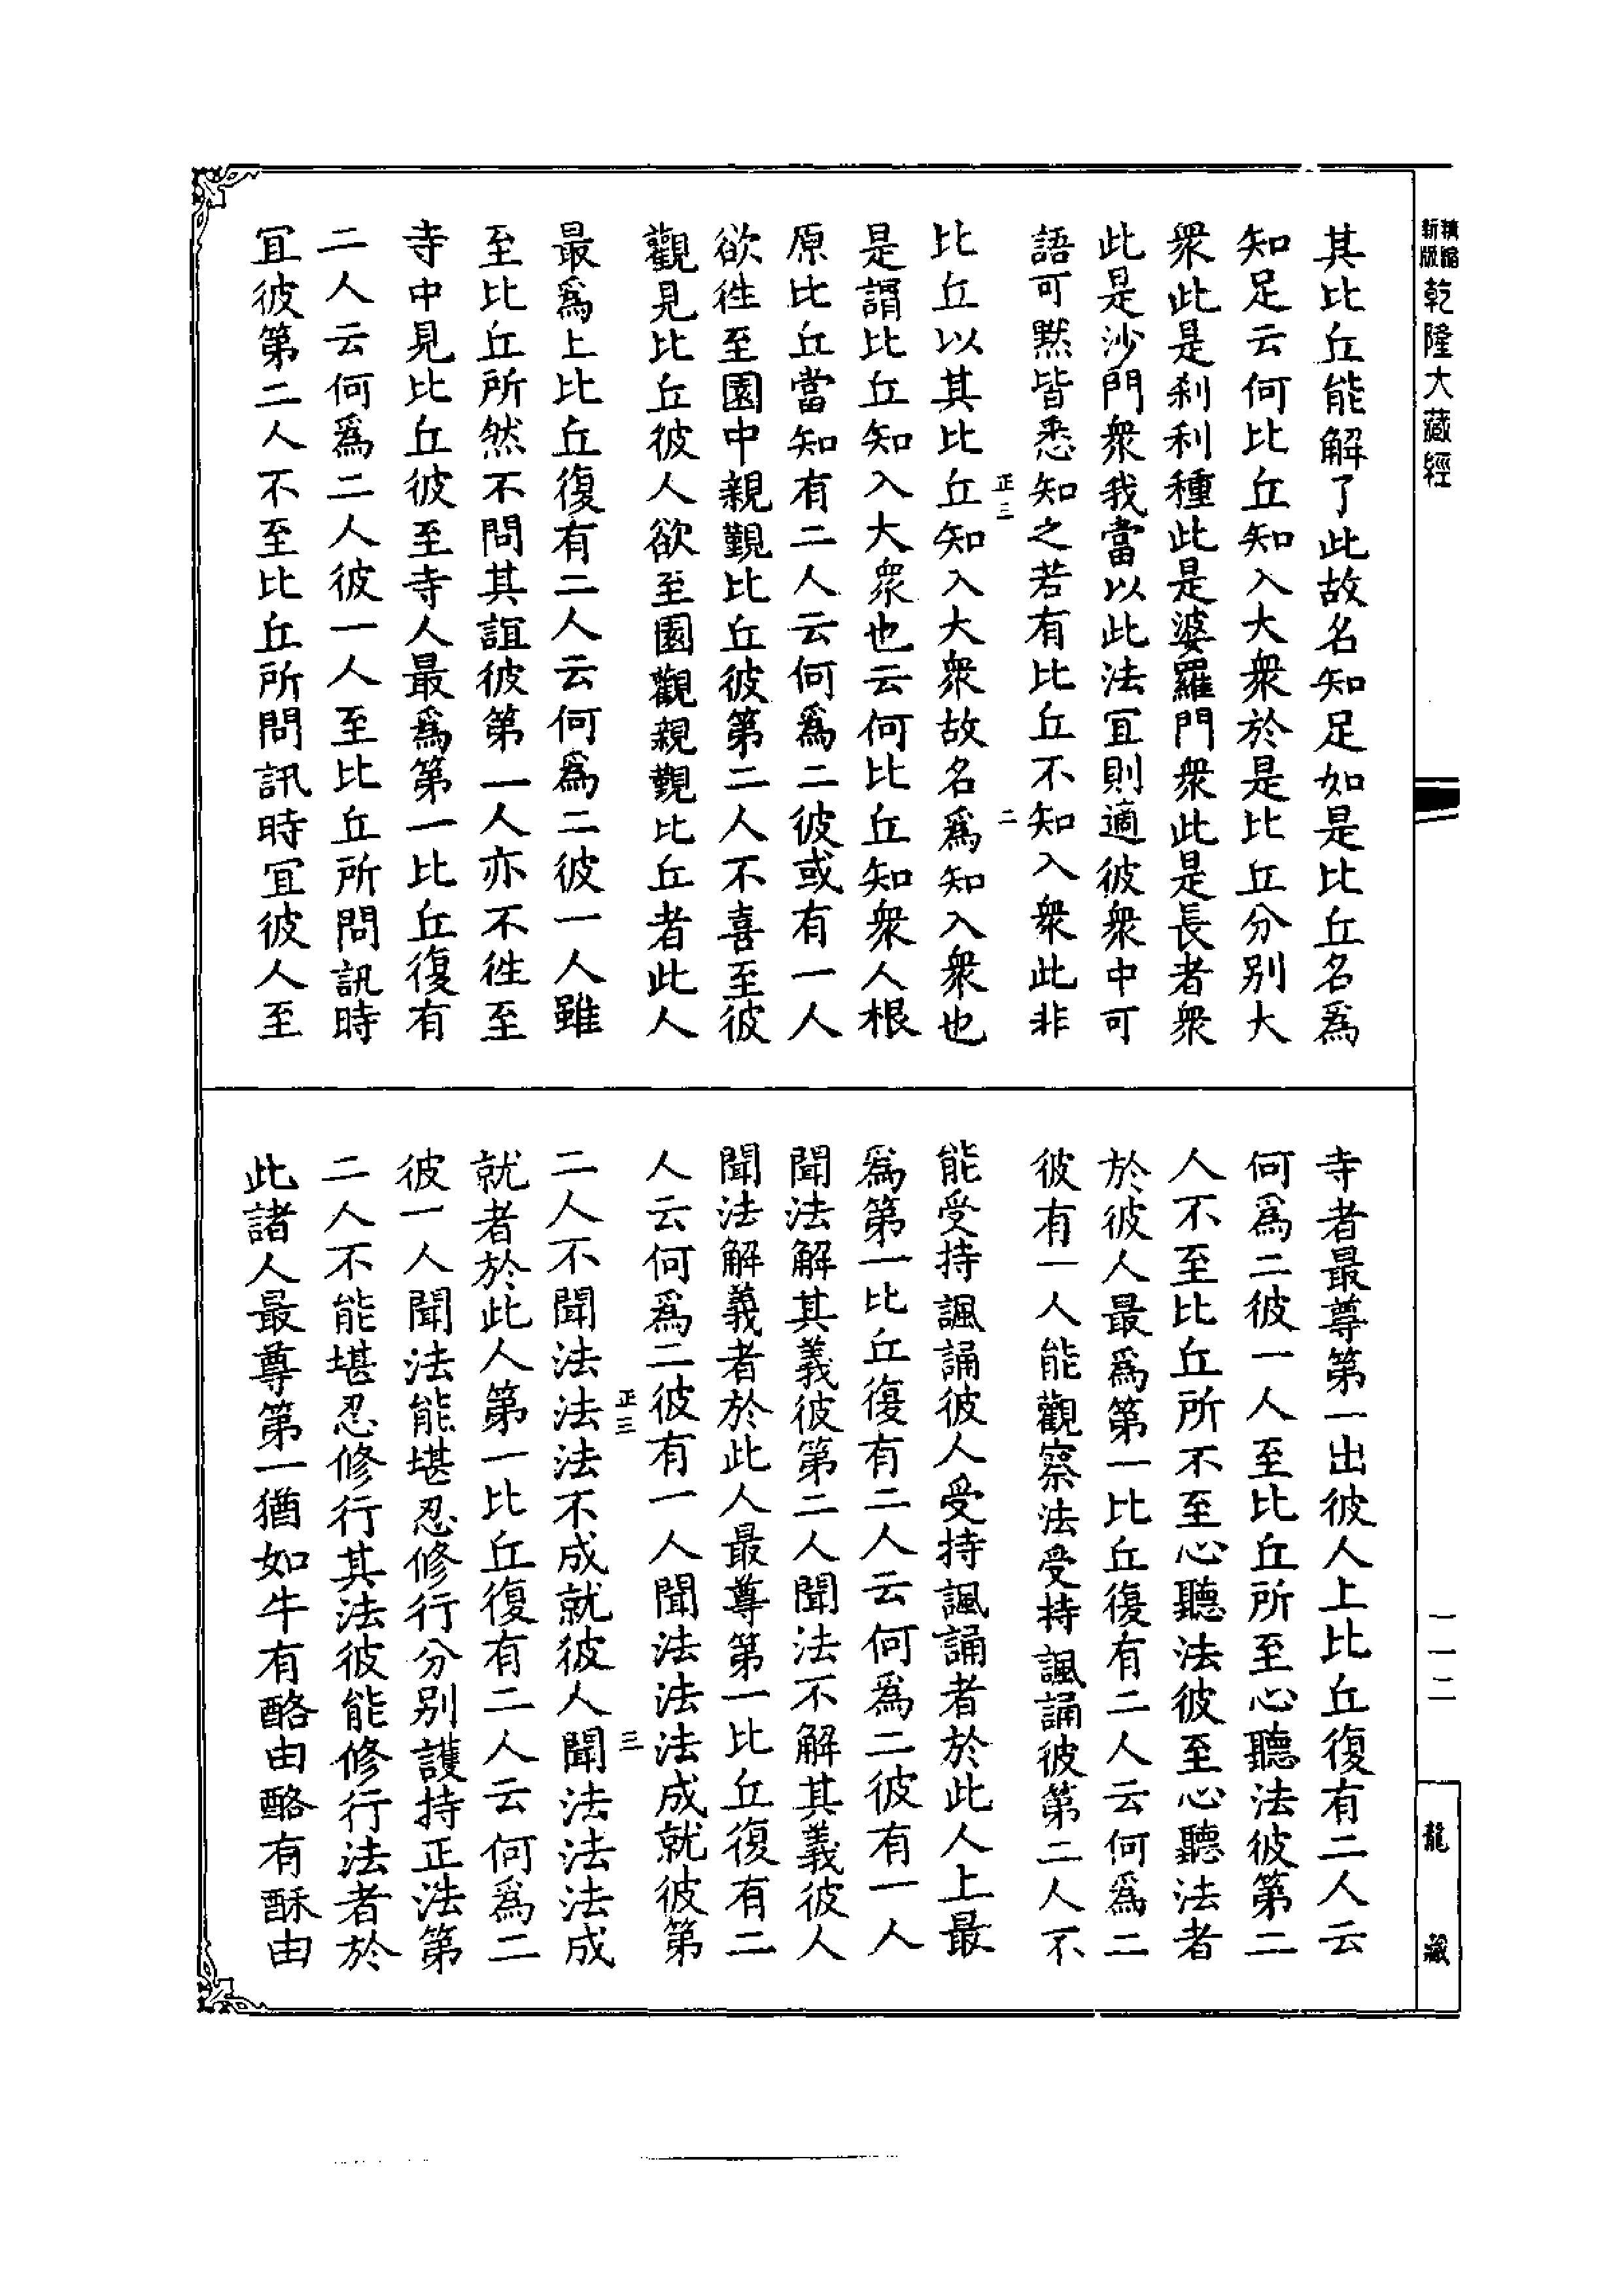 精縮新版乾隆大藏經
其比丘能解了此故名知足如是比丘名爲
知足云何比丘知入大衆於是比丘分別大
衆此是刹利種此是婆羅門衆此是長者衆
此是沙門衆我當以此法宜則適彼衆中可
語可默皆悉知之若有比丘不知入衆此非
正三 二
比丘以其比丘知入大衆故名爲知入衆也
是謂比丘知入大衆也云何比丘知衆人根
原比丘當知有二人云何爲二彼或有一人
欲徃至園中親覲比丘彼第二人不喜至彼
觀見比丘彼人欲至園觀親覲比丘者此人
最爲上比丘復有二人云何爲二彼一人雖
至比丘所然不問其誼彼第一人亦不徃至
寺中見比丘彼至寺人最爲第一比丘復有
二人云何爲二人彼一人至比丘所問訊時
冝彼第二人不至比丘所問訊時冝彼人至
寺者最尊第一出彼人上比丘復有二人云
何爲二彼一人至比丘所至心聽法彼第二
人不至比丘所不至心聽法彼至心聽法者
於彼人最爲第一比丘復有二人云何爲二
彼有一人能觀察法受持諷誦彼第二人不
能受持諷誦彼人受持諷誦者於此人上最
爲第一比丘復有二人云何爲二彼有一人
聞法解其義彼第二人聞法不解其義彼人
聞法解義者於此人最尊第一比丘復有二
人云何爲二彼有一人聞法法法成就彼第
正三 三
二人不聞法法法不成就彼人聞法法法成
就者於此人第一比丘復有二人云何爲二
彼一人聞法能堪忍修行分別護持正法第
二人不能堪忍修行其法彼能修行法者於
此諸人最尊第一猶如牛有酪由酪有酥由
一一二
龍藏